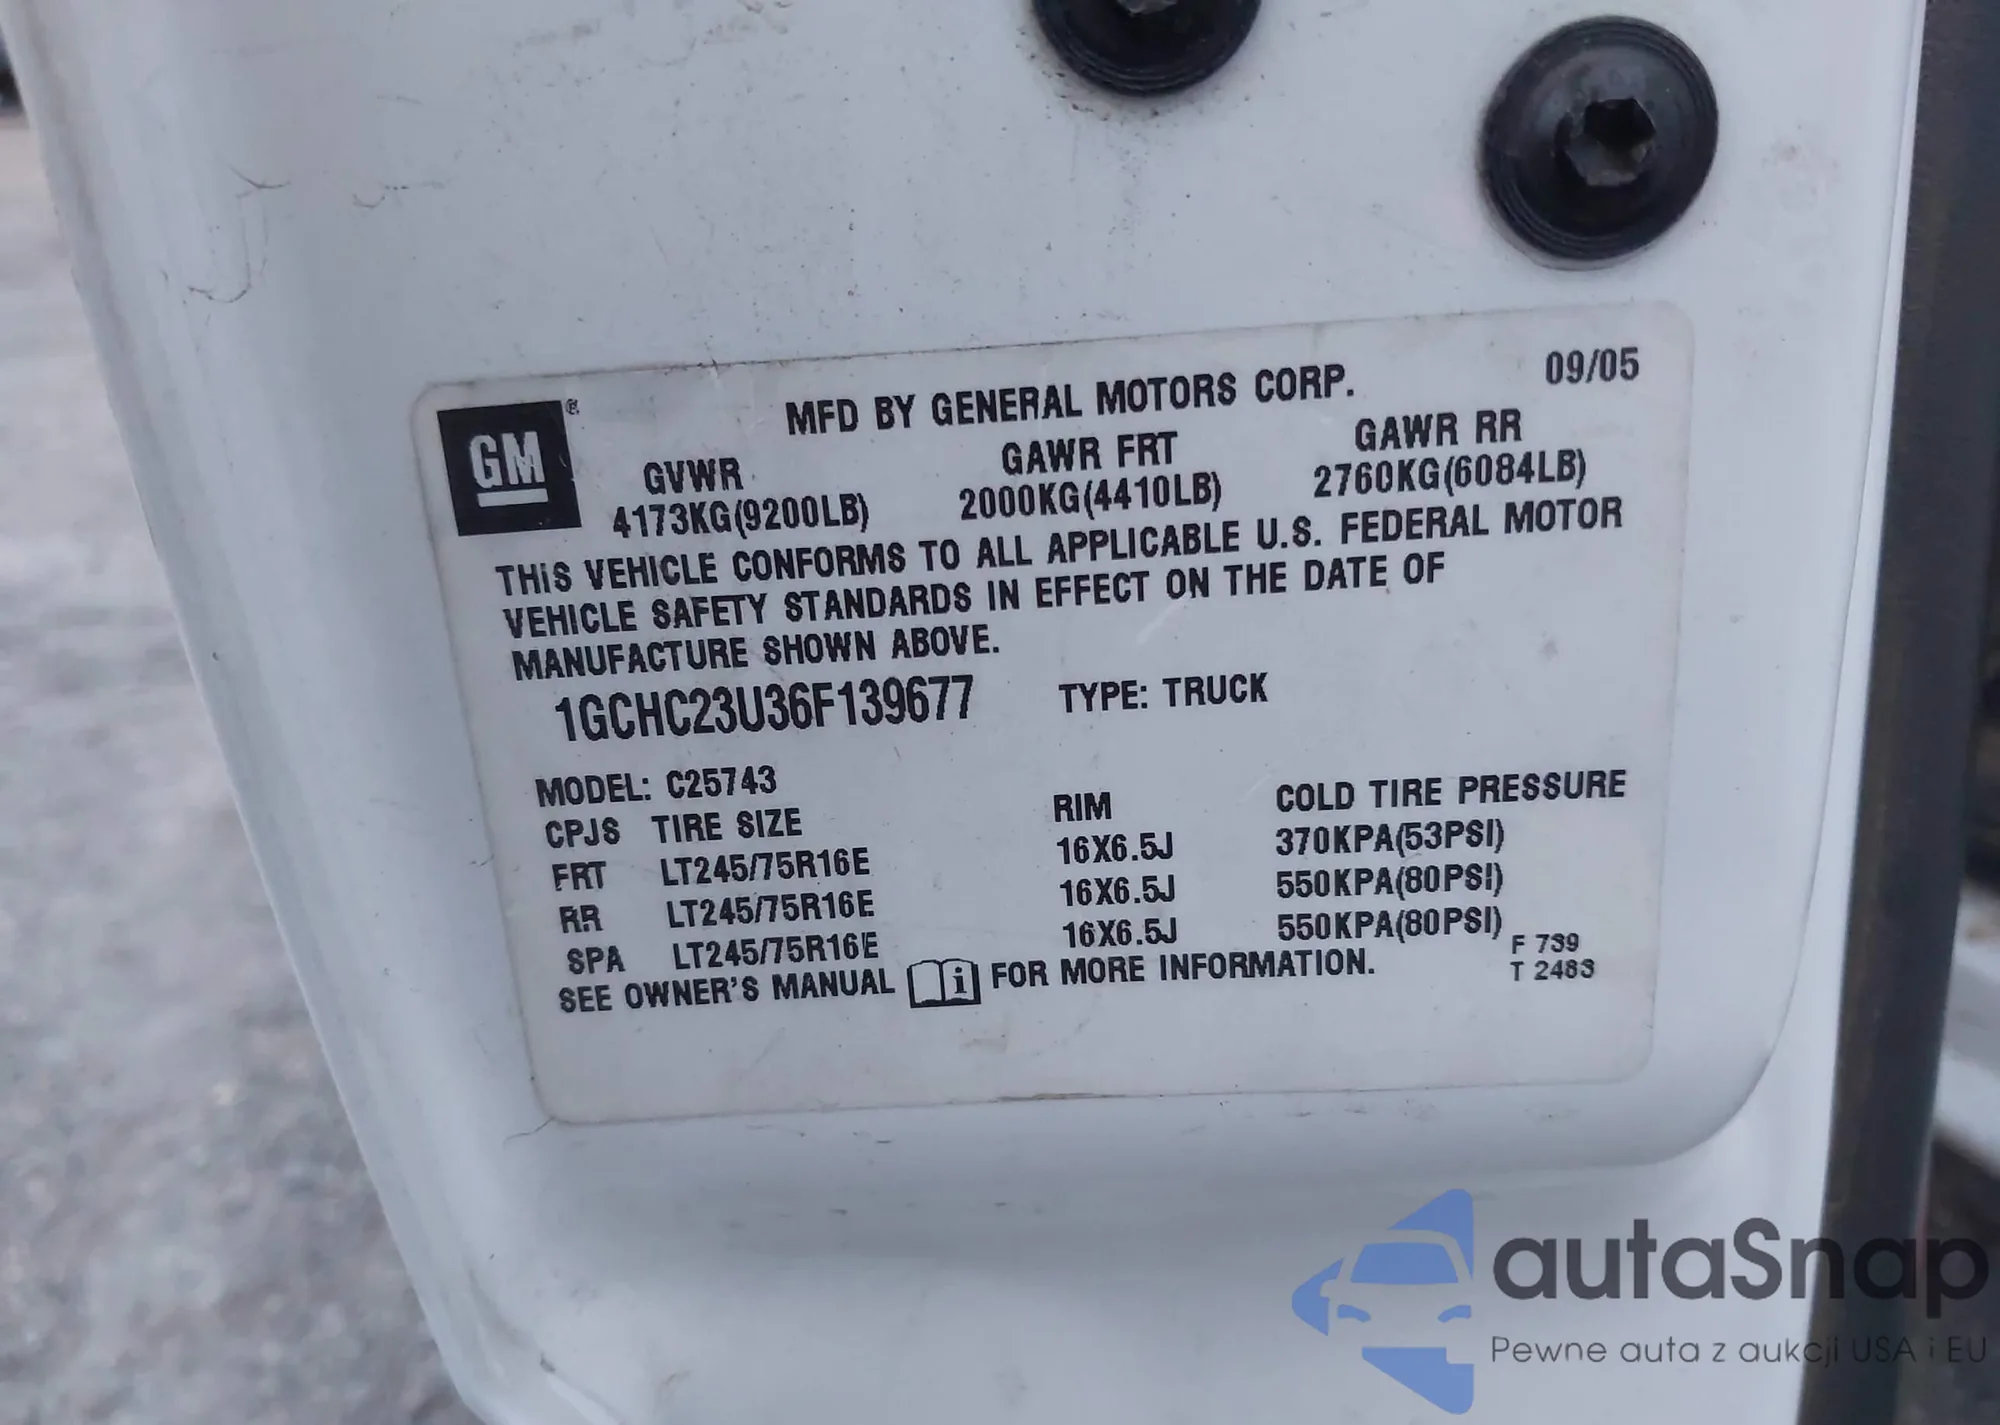 09/05
MFD BY GENERAL MOTORS CORP.
GM®
GVWR GAWR FRT GAWR RR
4173KG(9200LB) 2000KG(4410LB) 2760KG(6084LB)
THIS VEHICLE CONFORMS TO ALL APPLICABLE U.S. FEDERAL MOTOR
VEHICLE SAFETY STANDARDS IN EFFECT ON THE DATE OF
MANUFACTURE SHOWN ABOVE.
1GCHC23U36F139677 TYPE: TRUCK
MODEL: C25743
CPJS TIRE SIZE RIM COLD TIRE PRESSURE
FRT LT245/75R16E 16X6.5J 370KPA(53PSI)
RR LT245/75R16E 16X6.5J 550KPA(80PSI)
SPA LT245/75R16E 16X6.5J 550KPA(80PSI)
SEE OWNER'S MANUAL i FOR MORE INFORMATION.
F 739
T 2483
autaSnap
Pewne auta z aukcji USA i EU